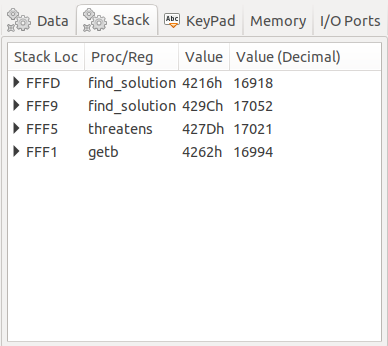 Data Stack Abc KeyPad Memory I/O Ports
Stack Loc Proc/Reg Value Value (Decimal)
FFFD find_solution 4216h 16918
FFF9 find_solution 429Ch 17052
FFF5 threatens 427Dh 17021
FFF1 getb 4262h 16994